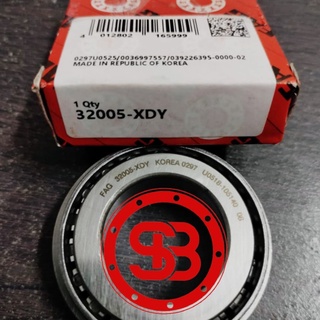 4 012802 165999
0297U0525/0036997557/039226395-0000-02
MADE IN REPUBLIC OF KOREA
1 Qty
32005-XDY
FAG 32005-XDY KOREA 0297
SB